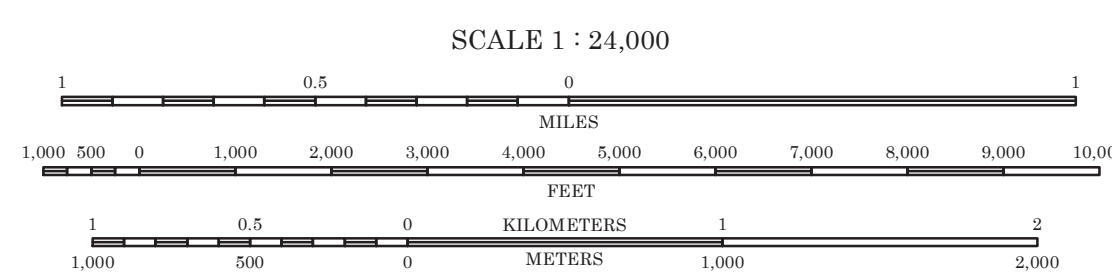 SCALE 1 : 24,000
1 0.5 0 1
MILES
1,000 500 0 1,000 2,000 3,000 4,000 5,000 6,000 7,000 8,000 9,000 10,00
FEET
1 0.5 0 KILOMETERS 1 2
1,000 500 0 METERS 1,000 2,000